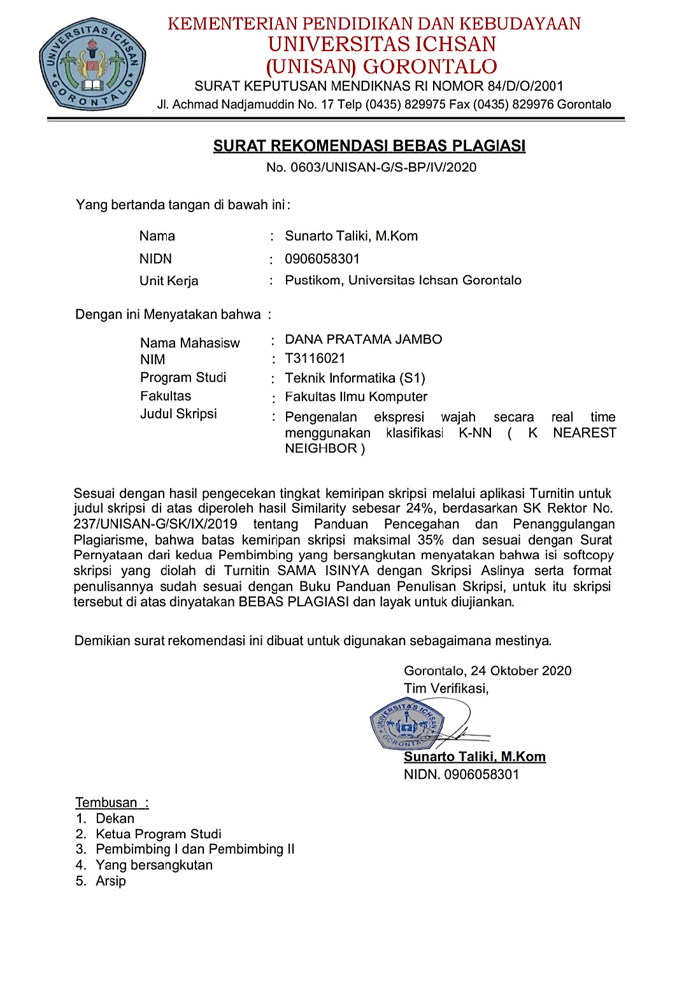 UNIVERSITAS ICHSAN
GORONTALO
KEMENTERIAN PENDIDIKAN DAN KEBUDAYAAN
UNIVERSITAS ICHSAN
(UNISAN) GORONTALO
SURAT KEPUTUSAN MENDIKNAS RI NOMOR 84/D/O/2001
Jl. Achmad Nadjamuddin No. 17 Telp (0435) 829975 Fax (0435) 829976 Gorontalo
SURAT REKOMENDASI BEBAS PLAGIASI
No. 0603/UNISAN-G/S-BP/IV/2020
Yang bertanda tangan di bawah ini :
Nama : Sunarto Taliki, M.Kom
NIDN : 0906058301
Unit Kerja : Pustikom, Universitas Ichsan Gorontalo
Dengan ini Menyatakan bahwa :
Nama Mahasisw : DANA PRATAMA JAMBO
NIM : T3116021
Program Studi : Teknik Informatika (S1)
Fakultas : Fakultas Ilmu Komputer
Judul Skripsi : Pengenalan ekspresi wajah secara real time
menggunakan klasifikasi K-NN ( K NEAREST
NEIGHBOR )
Sesuai dengan hasil pengecekan tingkat kemiripan skripsi melalui aplikasi Turnitin untuk
judul skripsi di atas diperoleh hasil Similarity sebesar 24%, berdasarkan SK Rektor No.
237/UNISAN-G/SK/IX/2019 tentang Panduan Pencegahan dan Penanggulangan
Plagiarisme, bahwa batas kemiripan skripsi maksimal 35% dan sesuai dengan Surat
Pernyataan dari kedua Pembimbing yang bersangkutan menyatakan bahwa isi softcopy
skripsi yang diolah di Turnitin SAMA ISINYA dengan Skripsi Aslinya serta format
penulisannya sudah sesuai dengan Buku Panduan Penulisan Skripsi, untuk itu skripsi
tersebut di atas dinyatakan BEBAS PLAGIASI dan layak untuk diujiankan.
Demikian surat rekomendasi ini dibuat untuk digunakan sebagaimana mestinya.
Gorontalo, 24 Oktober 2020
Tim Verifikasi,
UNIVERSITAS ICHSAN
GORONTALO
Sunarto Taliki, M.Kom
NIDN. 0906058301
Tembusan :
1. Dekan
2. Ketua Program Studi
3. Pembimbing I dan Pembimbing II
4. Yang bersangkutan
5. Arsip